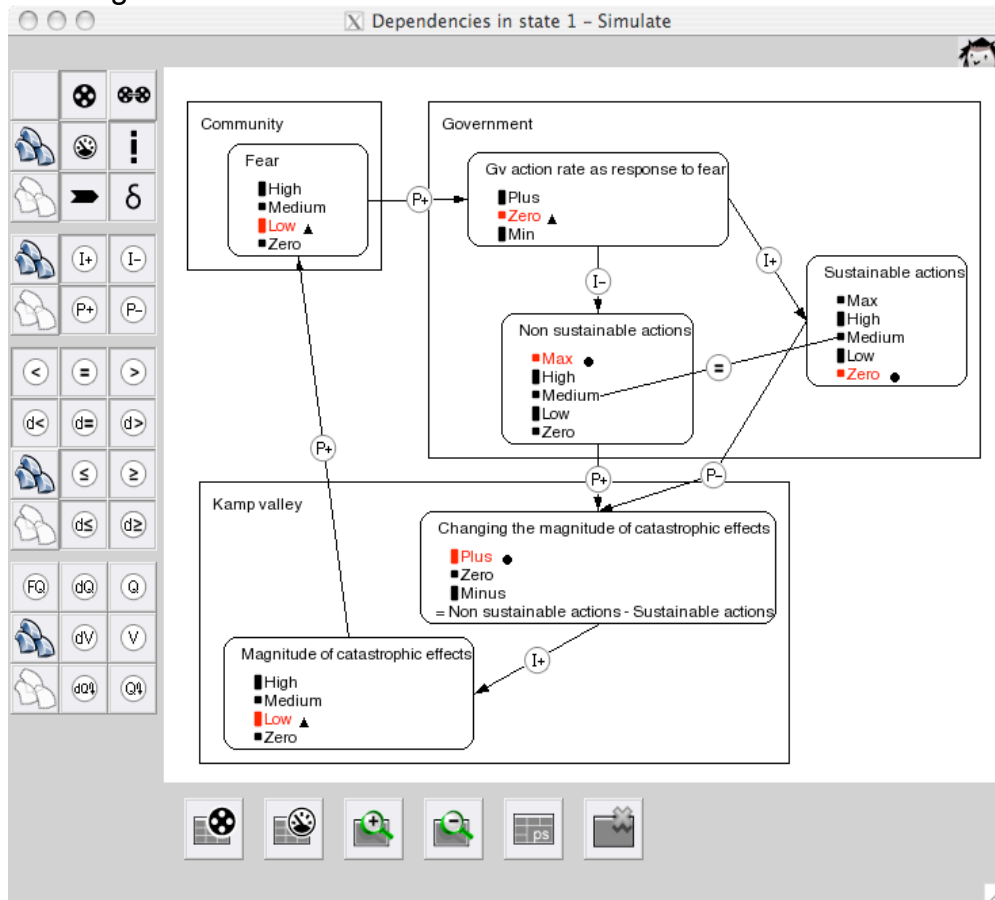 Dependencies in state 1 - Simulate
Community
Fear
High
Medium
Low
Zero
P+
Government
Gv action rate as response to fear
Plus
Zero
Min
I+
I-
Sustainable actions
Max
High
Medium
Low
Zero
Non sustainable actions
Max
High
Medium
Low
Zero
=
P+
P+
P-
Kamp valley
Changing the magnitude of catastrophic effects
Plus
Zero
Minus
= Non sustainable actions - Sustainable actions
I+
Magnitude of catastrophic effects
High
Medium
Low
Zero
δ
I+ I-
P+ P-
< = >
d< d= d>
≤ ≥
d≤ d≥
FQ dQ Q
dV V
ps